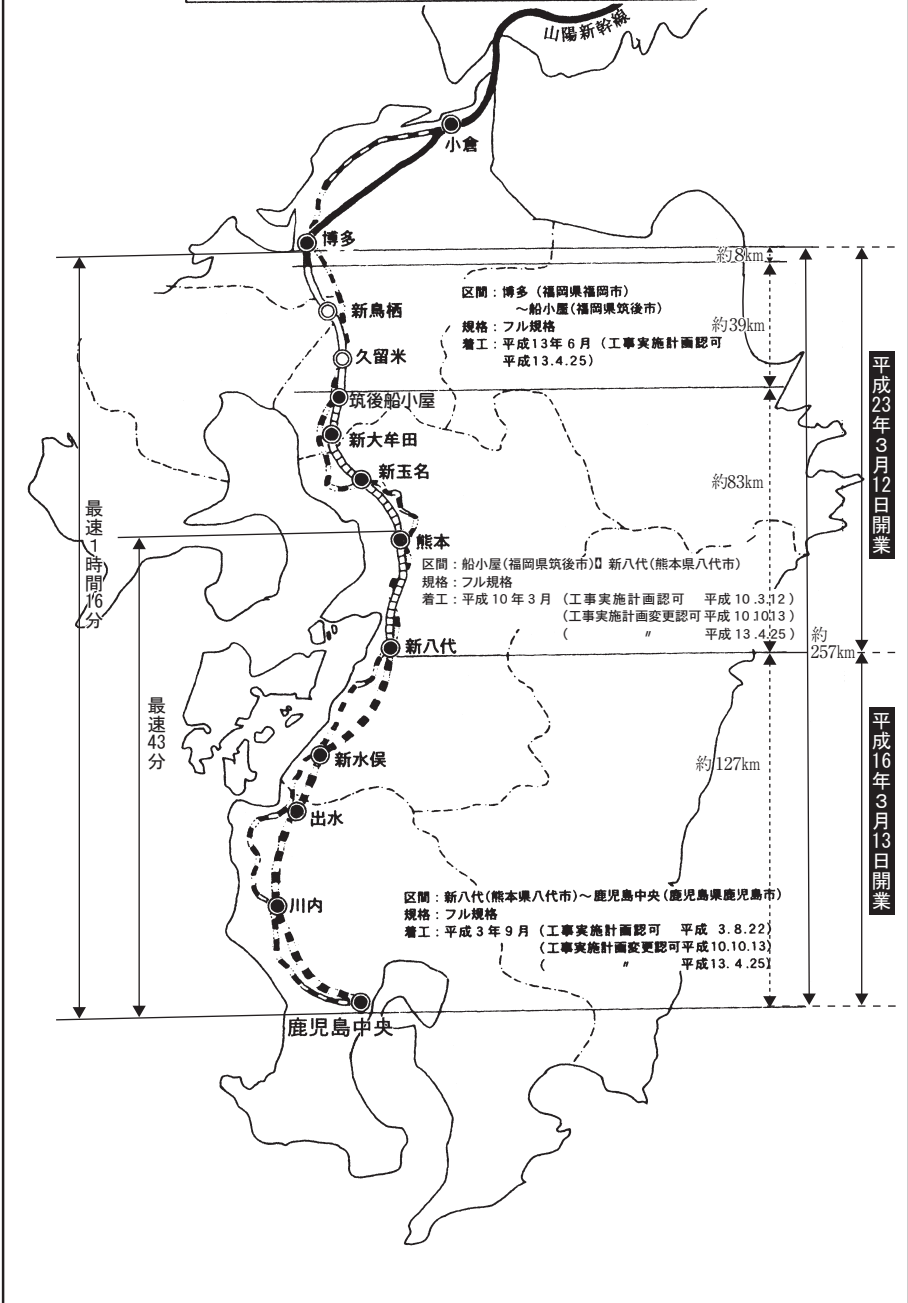 山陽新幹線
小倉
博多
約8km
新鳥栖
区間：博多（福岡県福岡市）
～船小屋（福岡県筑後市）
規格：フル規格
着工：平成13年６月（工事実施計画認可
平成13.4.25）
約39km
久留米
筑後船小屋
新大牟田
新玉名
約83km
平成23年３月12日開業
最速１時間16分
熊本
区間：船小屋（福岡県筑後市） 新八代（熊本県八代市）
規格：フル規格
着工：平成10年３月（工事実施計画認可　平成10.3.12）
（工事実施計画変更認可 平成10.10.13）
（　〃　平成13.4.25）
新八代
約
257km
最速43分
新水俣
約127km
平成16年３月13日開業
出水
川内
区間：新八代（熊本県八代市）～鹿児島中央（鹿児島県鹿児島市）
規格：フル規格
着工：平成３年９月（工事実施計画認可　平成 3.8.22）
（工事実施計画変更認可 平成10.10.13）
（　〃　平成13.4.25）
鹿児島中央